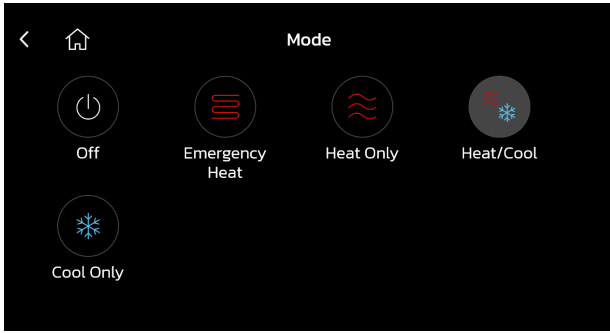 Mode
Off
Emergency
Heat
Heat Only
Heat/Cool
Cool Only